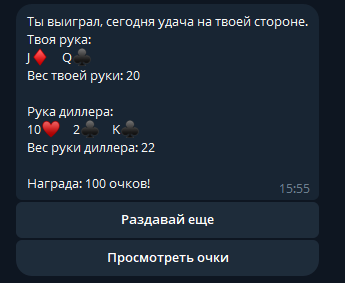 Ты выиграл, сегодня удача на твоей стороне.
Твоя рука:
J♦️ Q♣️
Вес твоей руки: 20
Рука диллера:
10♥️ 2♣️ K♣️
Вес руки диллера: 22
Награда: 100 очков!
15:55
Раздавай еще
Просмотреть очки